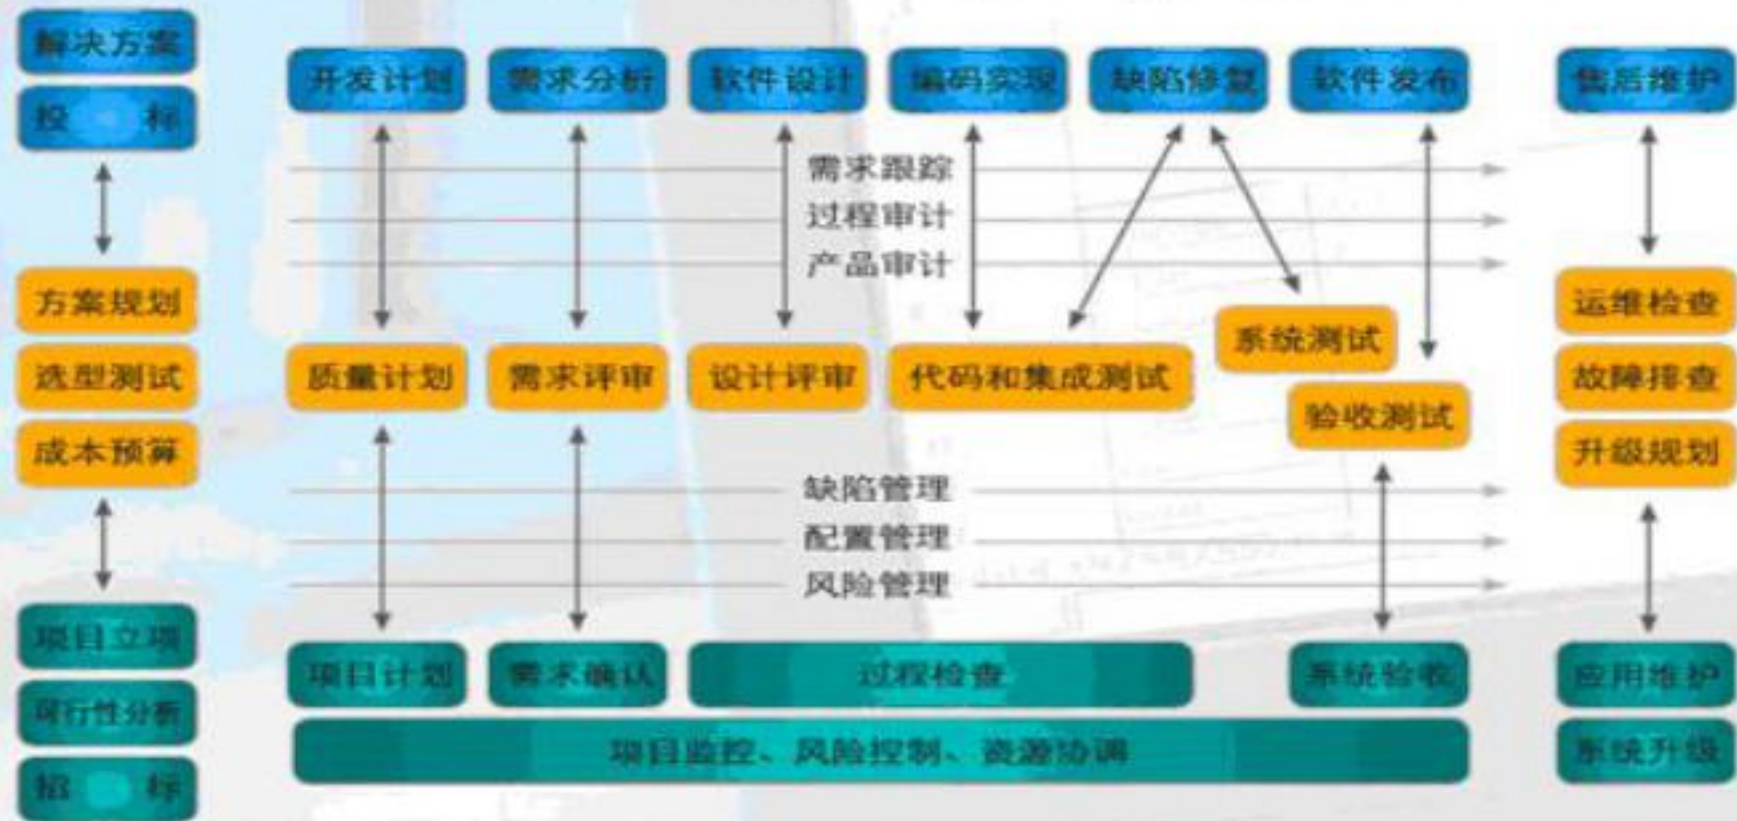 解决方案
投 标
开发计划
需求分析
软件设计
编码实现
缺陷修复
软件发布
售后维护
需求跟踪
过程审计
产品审计
方案规划
选型测试
成本预算
质量计划
需求评审
设计评审
代码和集成测试
系统测试
验收测试
运维检查
故障排查
升级规划
缺陷管理
配置管理
风险管理
项目立项
可行性分析
招 标
项目计划
需求确认
过程检查
系统验收
项目监控、风险控制、资源协调
应用维护
系统升级